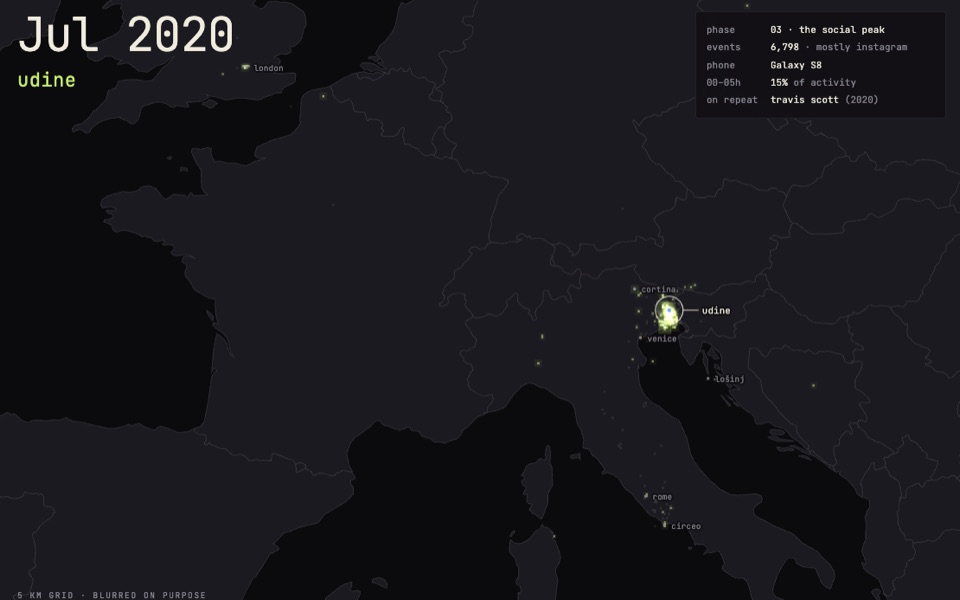 Jul 2020
udine
phase 03 · the social peak
events 6,798 · mostly instagram
phone Galaxy S8
00–05h 15% of activity
on repeat travis scott (2020)
london
cortina
udine
venice
lošinj
rome
circeo
5 KM GRID · BLURRED ON PURPOSE